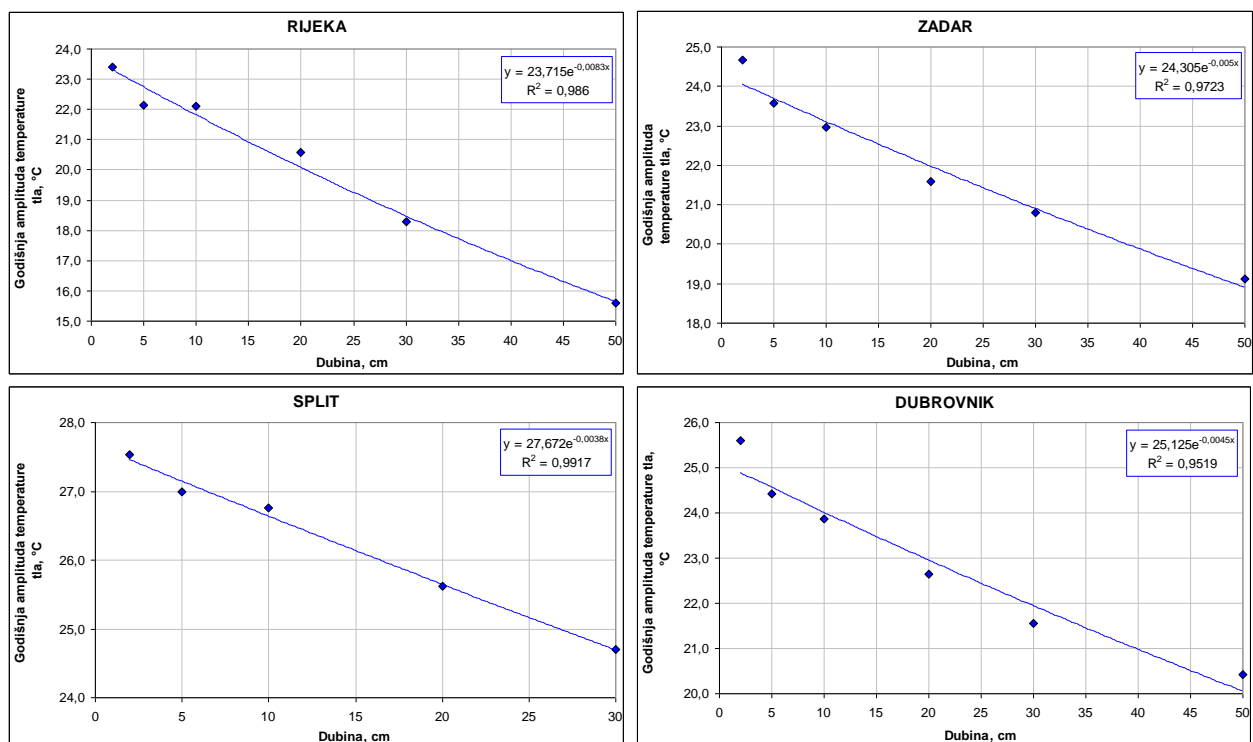 RIJEKA
Godišnja amplituda temperature
tla, °C
24,0
23,0
22,0
21,0
20,0
19,0
18,0
17,0
16,0
15,0
y = 23,715e^-0,0083x
R² = 0,986
0 5 10 15 20 25 30 35 40 45 50
Dubina, cm
ZADAR
Godišnja amplituda
temperature tla, °C
25,0
24,0
23,0
22,0
21,0
20,0
19,0
18,0
y = 24,305e^-0,005x
R² = 0,9723
0 5 10 15 20 25 30 35 40 45 50
Dubina, cm
SPLIT
Godišnja amplituda temperature
tla, °C
28,0
27,0
26,0
25,0
24,0
y = 27,672e^-0,0038x
R² = 0,9917
0 5 10 15 20 25 30
Dubina, cm
DUBROVNIK
Godišnja amplituda temperature tla,
°C
26,0
25,0
24,0
23,0
22,0
21,0
20,0
y = 25,125e^-0,0045x
R² = 0,9519
0 5 10 15 20 25 30 35 40 45 50
Dubina, cm